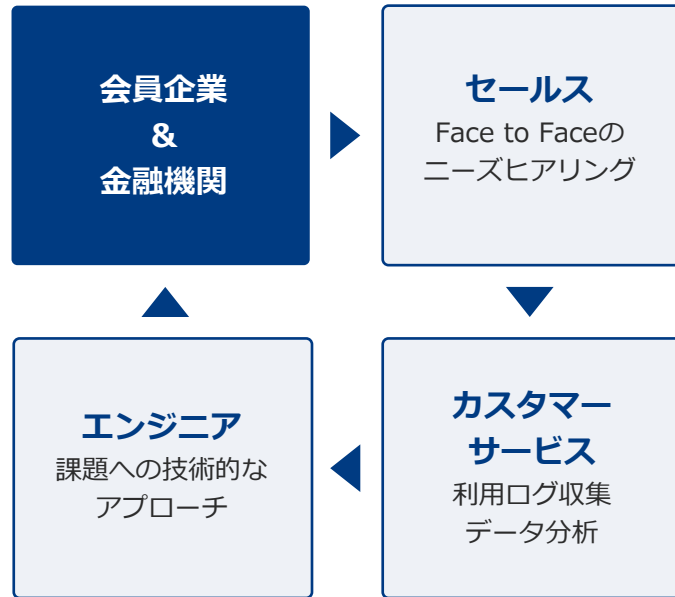 会員企業
&
金融機関
セールス
Face to Faceの
ニーズヒアリング
カスタマー
サービス
利用ログ収集
データ分析
エンジニア
課題への技術的な
アプローチ